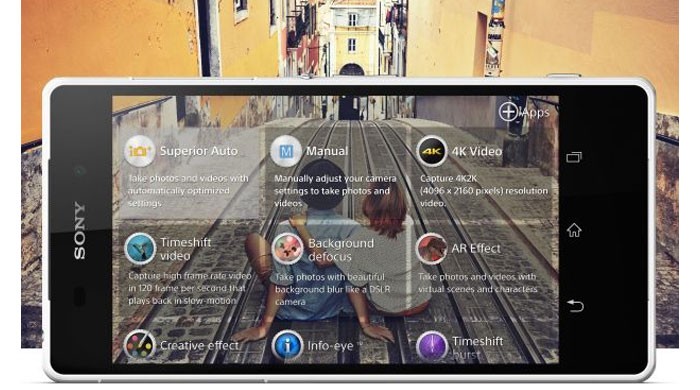 +Apps
Superior Auto
Take photos and videos with
automatically optimized
settings
Manual
Manually adjust your camera
settings to take photos and
videos
4K
4K Video
Capture 4K2K
(4096 x 2160 pixels) resolution
video.
Timeshift
video
Capture high frame rate video
in 120 frame per second that
plays back in slow-motion
Background
defocus
Take photos with beautiful
background blur like a DSLR
camera
AR Effect
Take photos and videos with
virtual scenes and characters
Creative effect
Info-eye™
Timeshift
burst
SONY
M
i